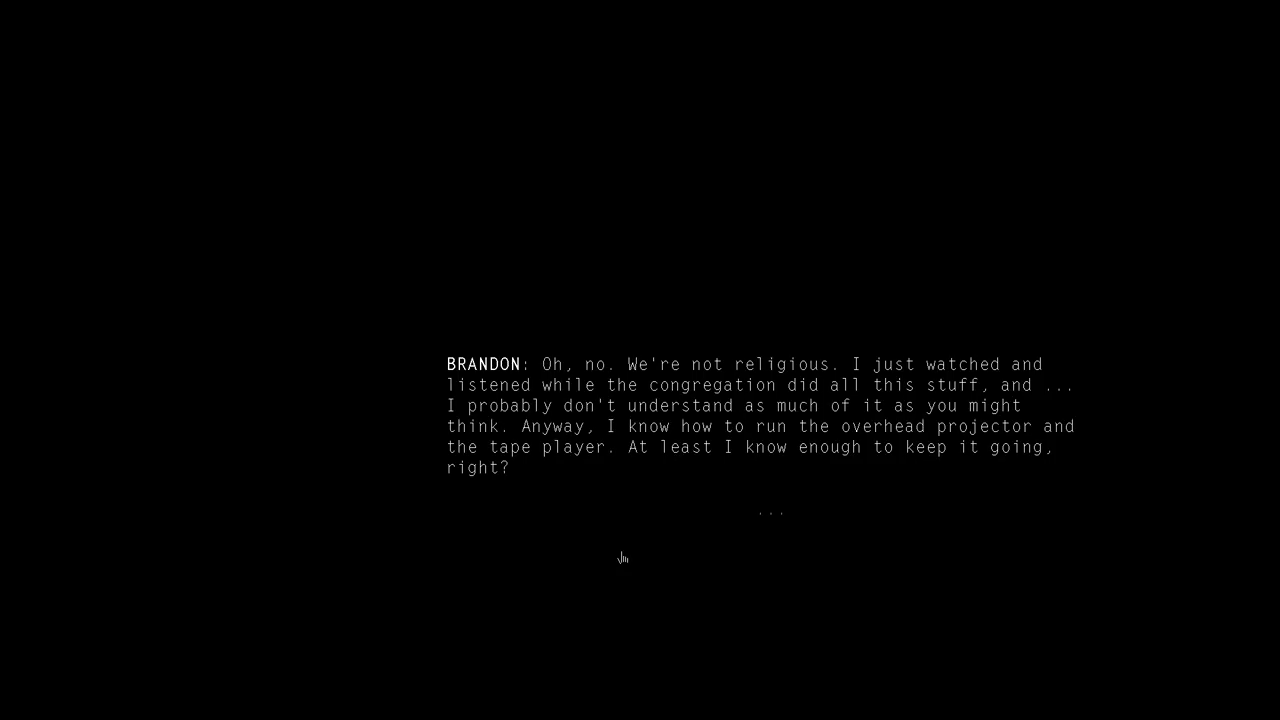 BRANDON: Oh, no. We're not religious. I just watched and
listened while the congregation did all this stuff, and ...
I probably don't understand as much of it as you might
think. Anyway, I know how to run the overhead projector and
the tape player. At least I know enough to keep it going,
right?
...